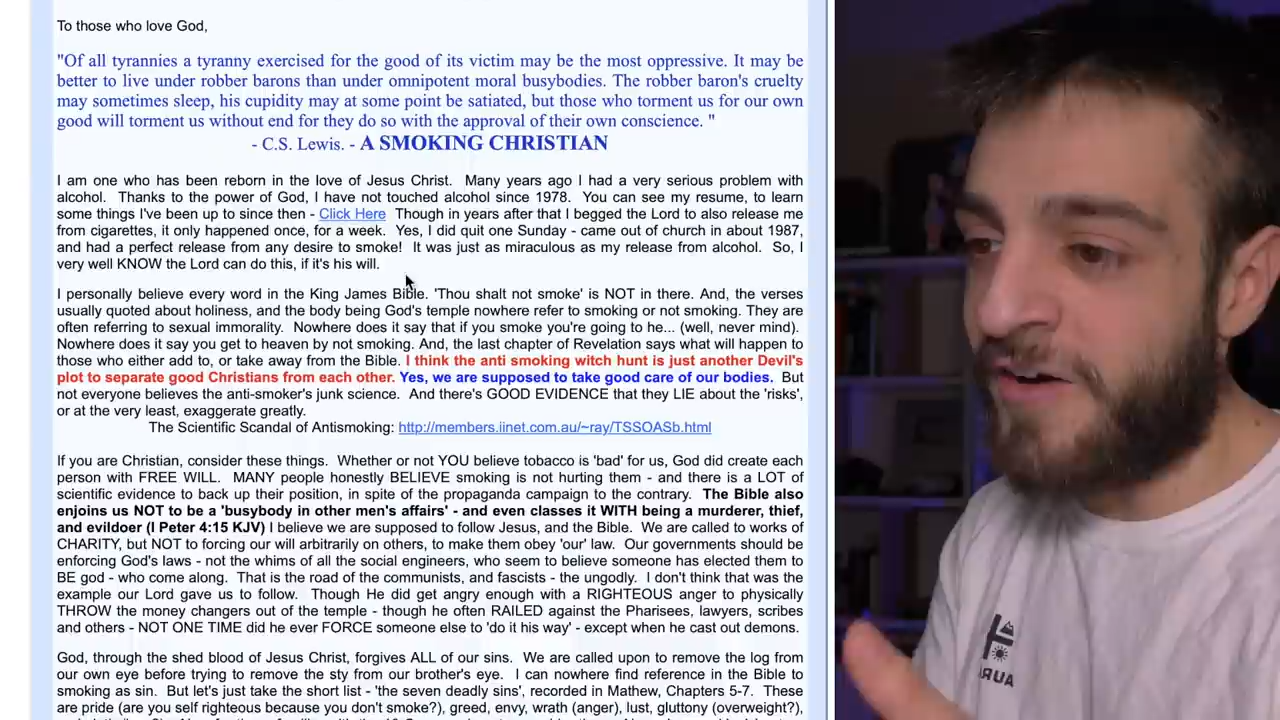 To those who love God,
"Of all tyrannies a tyranny exercised for the good of its victim may be the most oppressive. It may be
better to live under robber barons than under omnipotent moral busybodies. The robber baron's cruelty
may sometimes sleep, his cupidity may at some point be satiated, but those who torment us for our own
good will torment us without end for they do so with the approval of their own conscience. "
- C.S. Lewis. - A SMOKING CHRISTIAN
I am one who has been reborn in the love of Jesus Christ. Many years ago I had a very serious problem with
alcohol. Thanks to the power of God, I have not touched alcohol since 1978. You can see my resume, to learn
some things I've been up to since then - Click Here Though in years after that I begged the Lord to also release me
from cigarettes, it only happened once, for a week. Yes, I did quit one Sunday - came out of church in about 1987,
and had a perfect release from any desire to smoke! It was just as miraculous as my release from alcohol. So, I
very well KNOW the Lord can do this, if it's his will.
I personally believe every word in the King James Bible. 'Thou shalt not smoke' is NOT in there. And, the verses
usually quoted about holiness, and the body being God's temple nowhere refer to smoking or not smoking. They are
often referring to sexual immorality. Nowhere does it say that if you smoke you're going to he... (well, never mind).
Nowhere does it say you get to heaven by not smoking. And, the last chapter of Revelation says what will happen to
those who either add to, or take away from the Bible. I think the anti smoking witch hunt is just another Devil's
plot to separate good Christians from each other. Yes, we are supposed to take good care of our bodies. But
not everyone believes the anti-smoker's junk science. And there's GOOD EVIDENCE that they LIE about the 'risks',
or at the very least, exaggerate greatly.
The Scientific Scandal of Antismoking: http://members.iinet.com.au/~ray/TSSOASb.html
If you are Christian, consider these things. Whether or not YOU believe tobacco is 'bad' for us, God did create each
person with FREE WILL. MANY people honestly BELIEVE smoking is not hurting them - and there is a LOT of
scientific evidence to back up their position, in spite of the propaganda campaign to the contrary. The Bible also
enjoins us NOT to be a 'busybody in other men's affairs' - and even classes it WITH being a murderer, thief,
and evildoer (I Peter 4:15 KJV) I believe we are supposed to follow Jesus, and the Bible. We are called to works of
CHARITY, but NOT to forcing our will arbitrarily on others, to make them obey 'our' law. Our governments should be
enforcing God's laws - not the whims of all the social engineers, who seem to believe someone has elected them to
BE god - who come along. That is the road of the communists, and fascists - the ungodly. I don't think that was the
example our Lord gave us to follow. Though He did get angry enough with a RIGHTEOUS anger to physically
THROW the money changers out of the temple - though he often RAILED against the Pharisees, lawyers, scribes
and others - NOT ONE TIME did he ever FORCE someone else to 'do it his way' - except when he cast out demons.
God, through the shed blood of Jesus Christ, forgives ALL of our sins. We are called upon to remove the log from
our own eye before trying to remove the sty from our brother's eye. I can nowhere find reference in the Bible to
smoking as sin. But let's just take the short list - 'the seven deadly sins', recorded in Mathew, Chapters 5-7. These
are pride (are you self righteous because you don't smoke?), greed, envy, wrath (anger), lust, gluttony (overweight?),